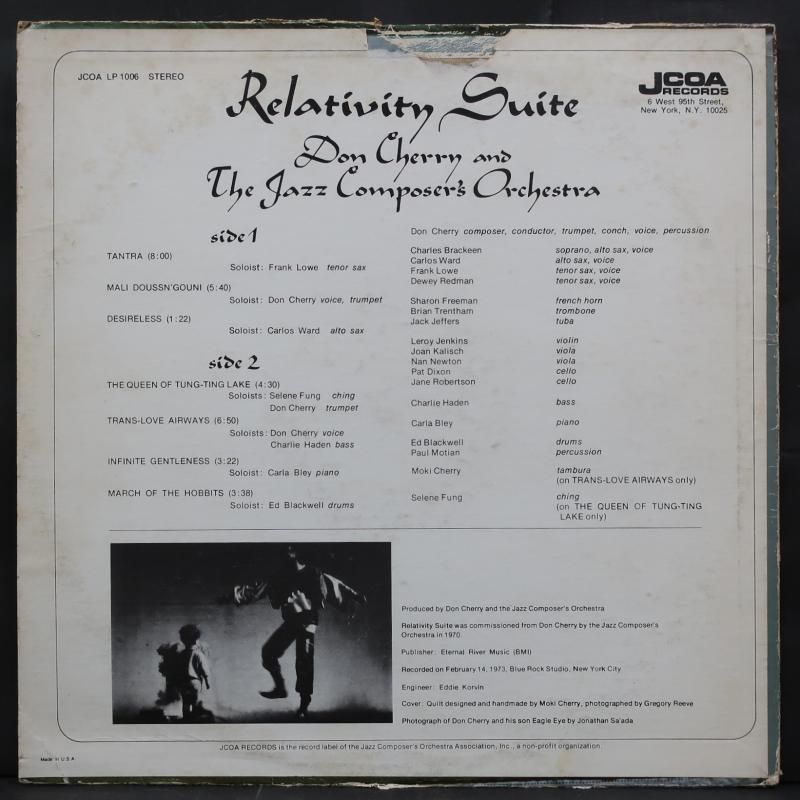 JCOA LP 1006 STEREO
Relativity Suite
JCOA
RECORDS
6 West 95th Street,
New York, N.Y. 10025
Don Cherry and
The Jazz Composer's Orchestra
side 1
TANTRA (8:00)
Soloist: Frank Lowe tenor sax
MALI DOUSSN'GOUNI (5:40)
Soloist: Don Cherry voice, trumpet
DESIRELESS (1:22)
Soloist: Carlos Ward alto sax
side 2
THE QUEEN OF TUNG-TING LAKE (4:30)
Soloists: Selene Fung ching
Don Cherry trumpet
TRANS-LOVE AIRWAYS (6:50)
Soloists: Don Cherry voice
Charlie Haden bass
INFINITE GENTLENESS (3:22)
Soloist: Carla Bley piano
MARCH OF THE HOBBITS (3:38)
Soloist: Ed Blackwell drums
Don Cherry composer, conductor, trumpet, conch, voice, percussion
Charles Brackeen soprano, alto sax, voice
Carlos Ward alto sax, voice
Frank Lowe tenor sax, voice
Dewey Redman tenor sax, voice
Sharon Freeman french horn
Brian Trentham trombone
Jack Jeffers tuba
Leroy Jenkins violin
Joan Kalisch viola
Nan Newton viola
Pat Dixon cello
Jane Robertson cello
Charlie Haden bass
Carla Bley piano
Ed Blackwell drums
Paul Motian percussion
Moki Cherry tambura
(on TRANS-LOVE AIRWAYS only)
Selene Fung ching
(on THE QUEEN OF TUNG-TING
LAKE only)
Produced by Don Cherry and the Jazz Composer's Orchestra
Relativity Suite was commissioned from Don Cherry by the Jazz Composer's
Orchestra in 1970.
Publisher: Eternal River Music (BMI)
Recorded on February 14, 1973, Blue Rock Studio, New York City
Engineer: Eddie Korvin
Cover: Quilt designed and handmade by Moki Cherry, photographed by Gregory Reeve
Photograph of Don Cherry and his son Eagle Eye by Jonathan Sa'ada
JCOA RECORDS is the record label of the Jazz Composer's Orchestra Association, Inc., a non-profit organization.
Made in U.S.A.